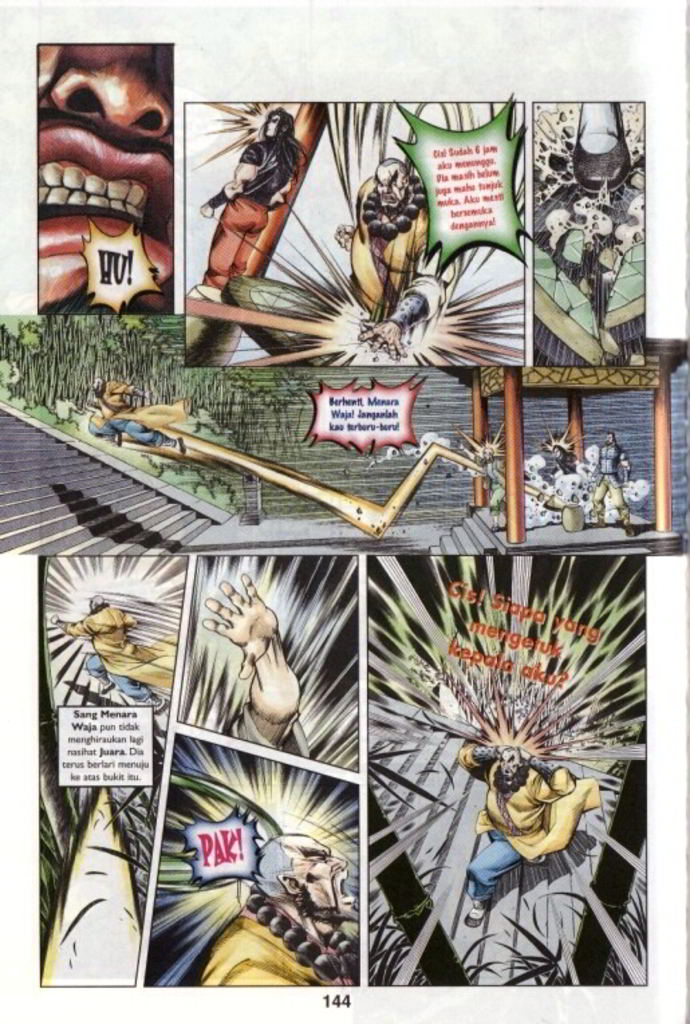 HU!
Cis! Sudah 6 jam
aku menunggu.
Dia masih belum
juga mahu tunjuk
muka. Aku mesti
bersemuka
dengannya!
Berhenti, Menara
Waja! Janganlah
kau terburu-buru!
Sang Menara
Waja pun tidak
menghiraukan lagi
nasihat Juara. Dia
terus berlari menuju
ke atas bukit itu.
PAK!
Cis! Siapa yang
mengetuk
kepala aku?
144